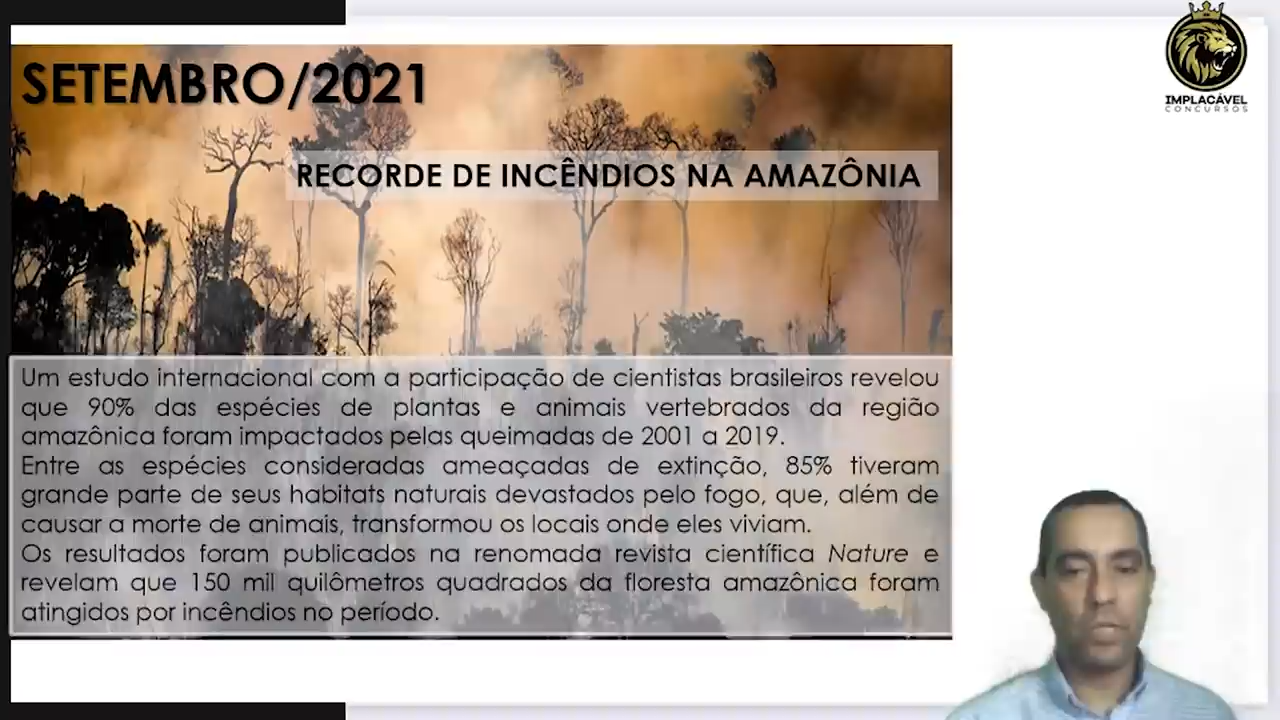 SETEMBRO/2021
RECORDE DE INCÊNDIOS NA AMAZÔNIA
IMPLACÁVEL
CONCURSOS
Um estudo internacional com a participação de cientistas brasileiros revelou
que 90% das espécies de plantas e animais vertebrados da região
amazônica foram impactados pelas queimadas de 2001 a 2019.
Entre as espécies consideradas ameaçadas de extinção, 85% tiveram
grande parte de seus habitats naturais devastados pelo fogo, que, além de
causar a morte de animais, transformou os locais onde eles viviam.
Os resultados foram publicados na renomada revista científica Nature e
revelam que 150 mil quilômetros quadrados da floresta amazônica foram
atingidos por incêndios no período.